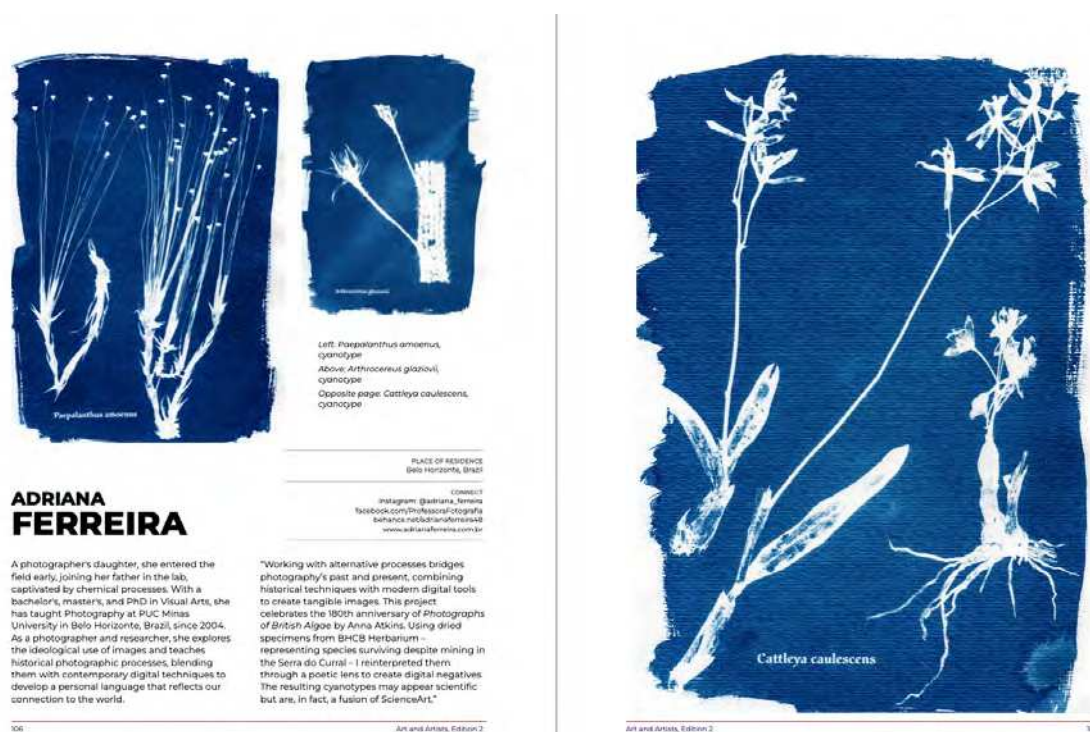 Paepalanthus amoenus
Arthrocereus glaziovii
Left: Paepalanthus amoenus,
cyanotype
Above: Arthrocereus glaziovii,
cyanotype
Opposite page: Cattleya caulescens,
cyanotype
PLACE OF RESIDENCE
Belo Horizonte, Brazil
CONNECT
Instagram: @adriana_ferreira
facebook.com/ProfessoraFotografia
behance.net/adrianaferreira48
www.adrianaferreira.com.br
ADRIANA
FERREIRA
A photographer's daughter, she entered the
field early, joining her father in the lab,
captivated by chemical processes. With a
bachelor's, master's, and PhD in Visual Arts, she
has taught Photography at PUC Minas
University in Belo Horizonte, Brazil, since 2004.
As a photographer and researcher, she explores
the ideological use of images and teaches
historical photographic processes, blending
them with contemporary digital techniques to
develop a personal language that reflects our
connection to the world.
"Working with alternative processes bridges
photography's past and present, combining
historical techniques with modern digital tools
to create tangible images. This project
celebrates the 180th anniversary of Photographs
of British Algae by Anna Atkins. Using dried
specimens from BHCB Herbarium –
representing species surviving despite mining in
the Serra do Curral – I reinterpreted them
through a poetic lens to create digital negatives.
The resulting cyanotypes may appear scientific
but are, in fact, a fusion of ScienceArt."
106
Art and Artists, Edition 2
Cattleya caulescens
Art and Artists, Edition 2